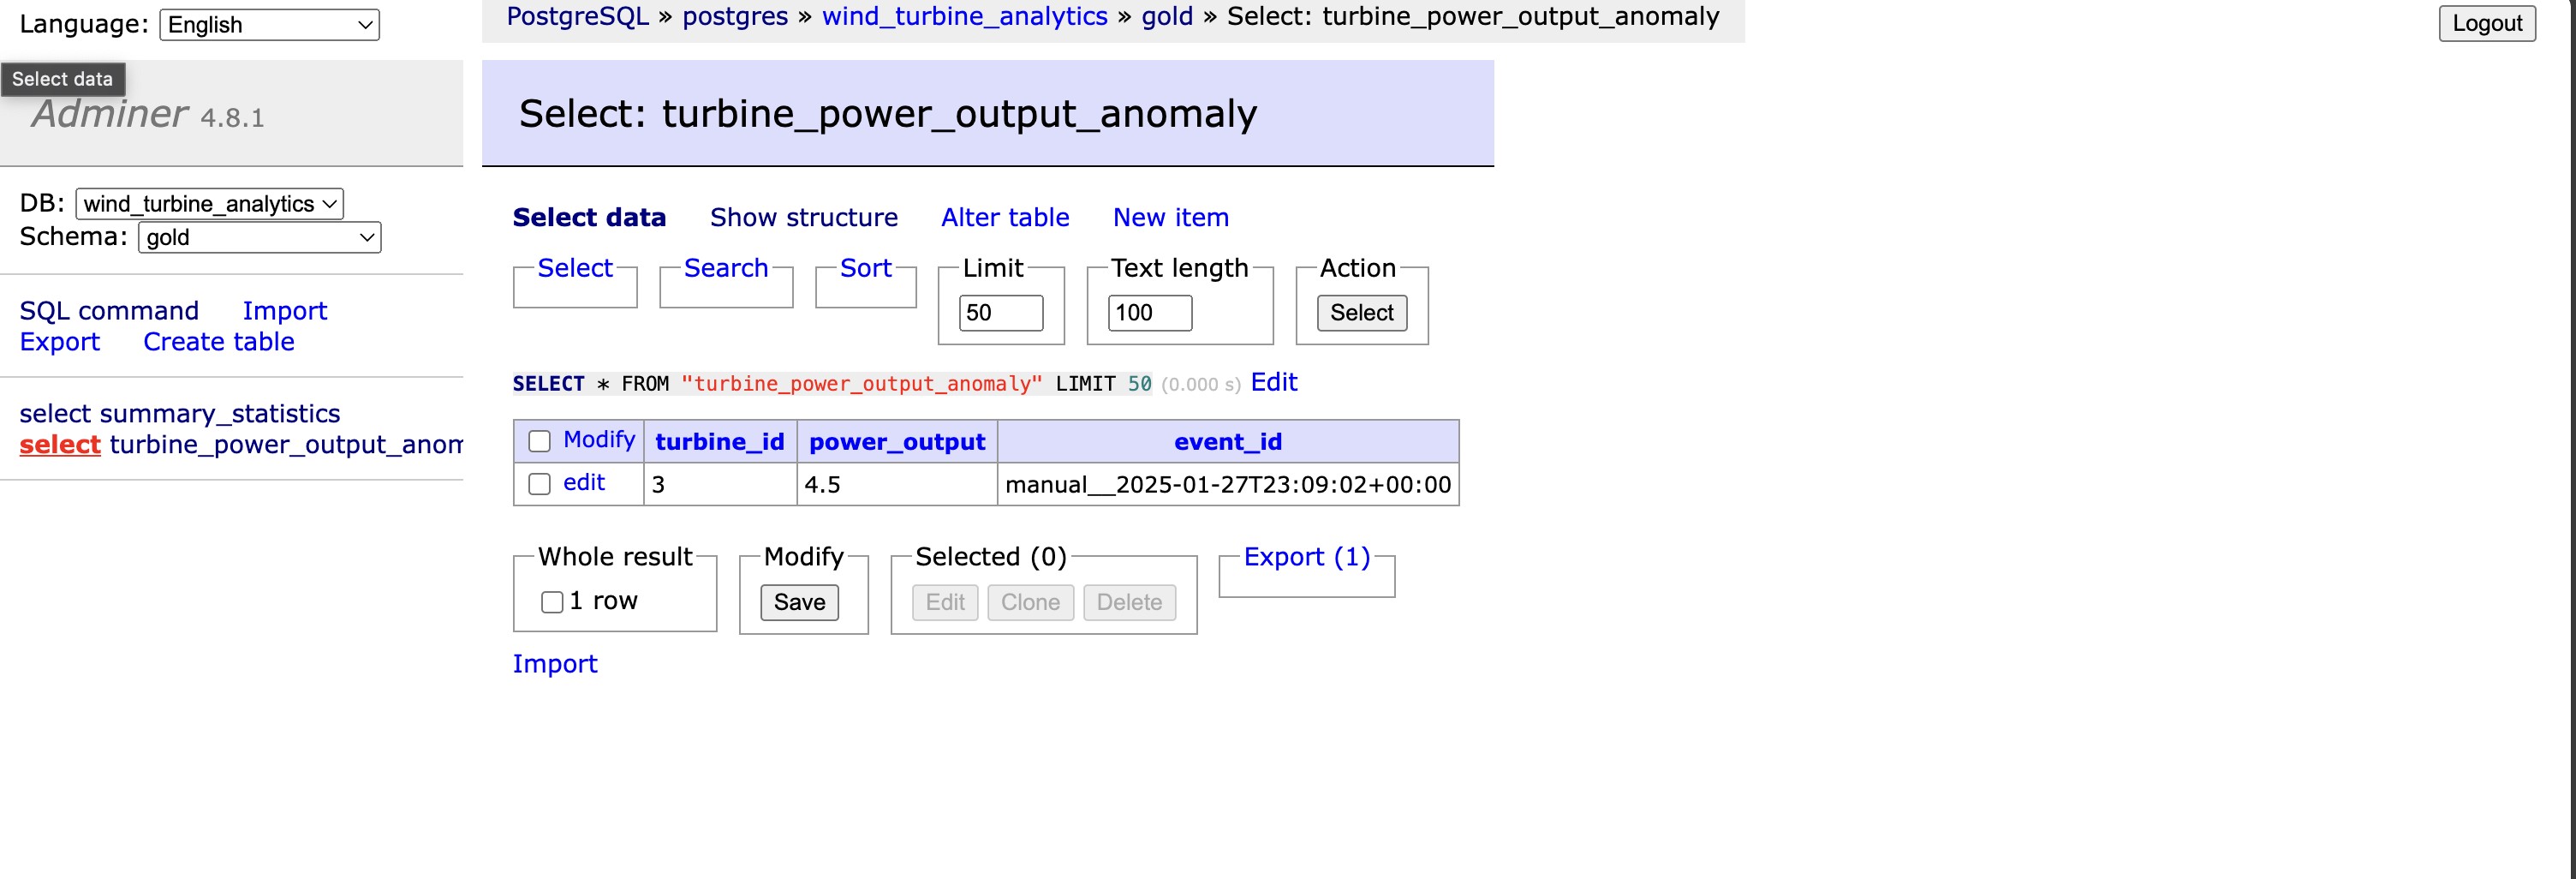 Language: English
PostgreSQL » postgres » wind_turbine_analytics » gold » Select: turbine_power_output_anomaly
Logout
Select data
Adminer 4.8.1
Select: turbine_power_output_anomaly
DB: wind_turbine_analytics
Schema: gold
SQL command Import
Export Create table
select summary_statistics
select turbine_power_output_anom
Select data Show structure Alter table New item
Select Search Sort Limit Text length Action
50 100 Select
SELECT * FROM "turbine_power_output_anomaly" LIMIT 50 (0.000 s) Edit
Modify turbine_id power_output event_id
edit 3 4.5 manual__2025-01-27T23:09:02+00:00
Whole result Modify Selected (0) Export (1)
1 row Save Edit Clone Delete
Import